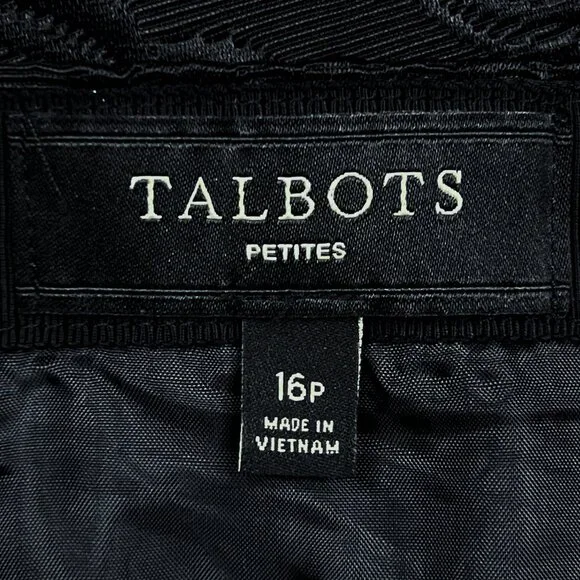 TALBOTS
PETITES
16P
MADE IN
VIETNAM